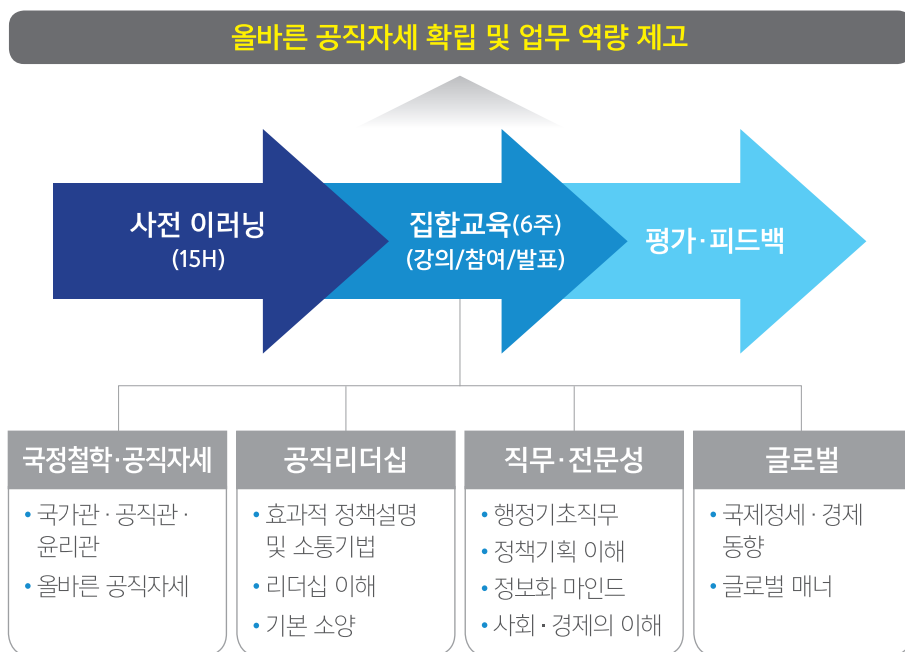 올바른 공직자세 확립 및 업무 역량 제고
사전 이러닝
(15H)
집합교육(6주)
(강의/참여/발표)
평가·피드백
국정철학·공직자세
• 국가관·공직관·
윤리관
• 올바른 공직자세
공직리더십
• 효과적 정책설명
및 소통기법
• 리더십 이해
• 기본 소양
직무·전문성
• 행정기초직무
• 정책기획 이해
• 정보화 마인드
• 사회·경제의 이해
글로벌
• 국제정세·경제
동향
• 글로벌 매너